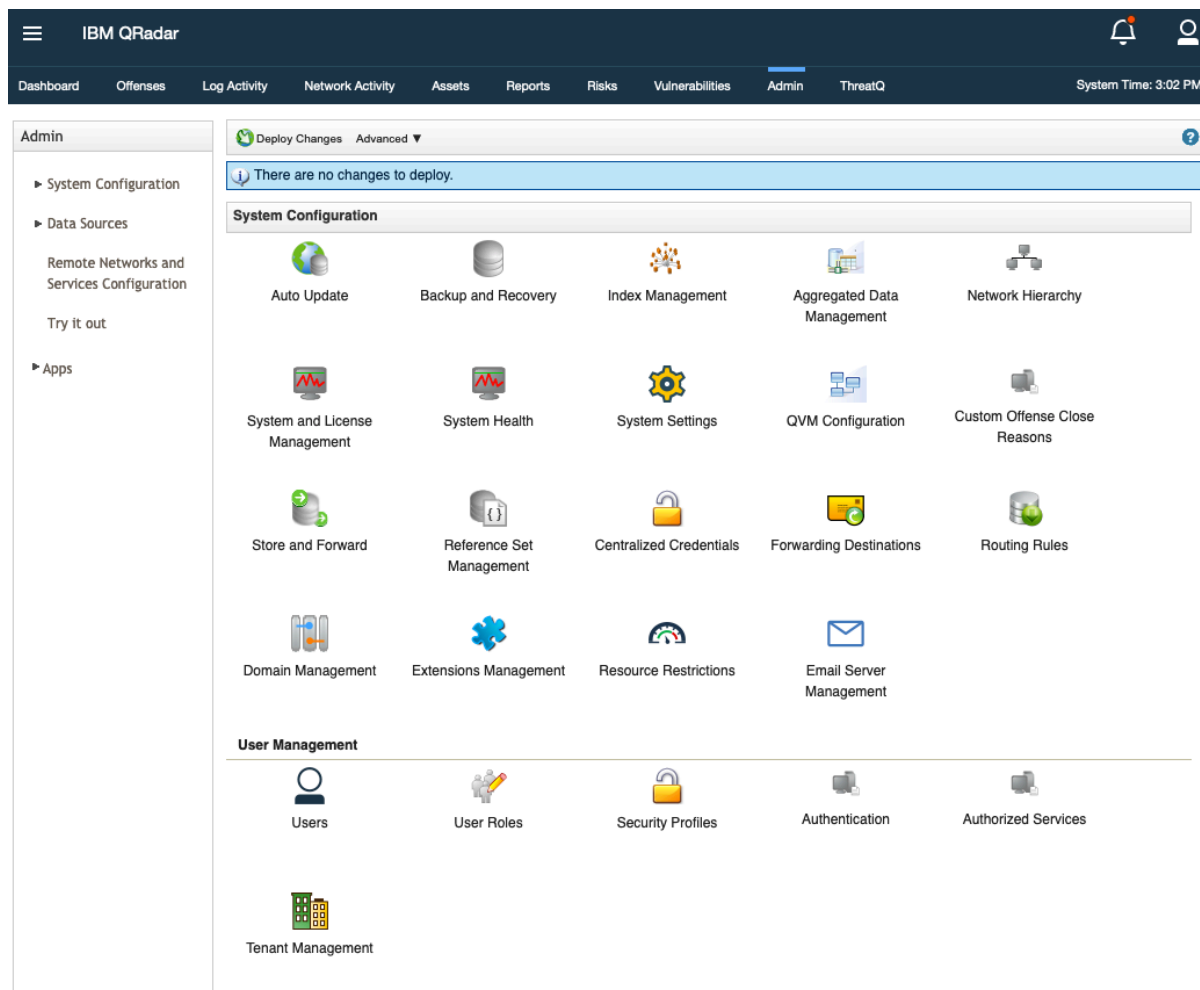 IBM QRadar
Dashboard Offenses Log Activity Network Activity Assets Reports Risks Vulnerabilities Admin ThreatQ System Time: 3:02 PM
Admin
System Configuration
Data Sources
Remote Networks and
Services Configuration
Try it out
Apps
Deploy Changes Advanced ▼
?
i There are no changes to deploy.
System Configuration
Auto Update
Backup and Recovery
Index Management
Aggregated Data
Management
Network Hierarchy
System and License
Management
System Health
System Settings
QVM Configuration
Custom Offense Close
Reasons
Store and Forward
{}
Reference Set
Management
Centralized Credentials
Forwarding Destinations
Routing Rules
Domain Management
Extensions Management
Resource Restrictions
Email Server
Management
User Management
Users
User Roles
Security Profiles
Authentication
Authorized Services
Tenant Management